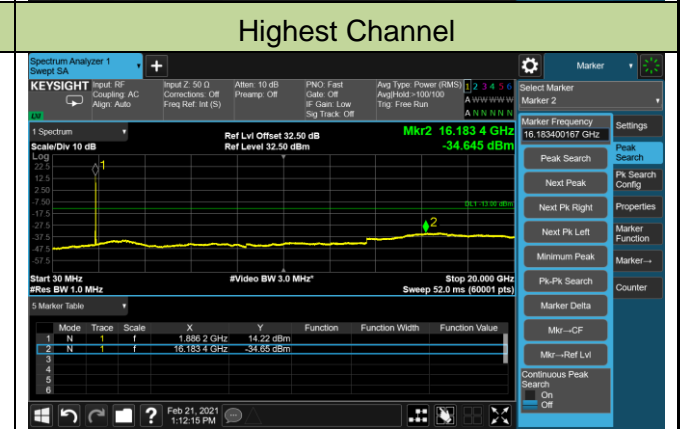 Highest Channel
Spectrum Analyzer 1
Swept SA
+
Marker
KEYSIGHT
Input: RF
Coupling: AC
Align: Auto
Input Z: 50 Ω
Corrections: Off
Freq Ref: Int (S)
Atten: 10 dB
Preamp: Off
PNO: Fast
Gate: Off
IF Gain: Low
Sig Track: Off
Avg Type: Power (RMS)
Avg|Hold:>100/100
Trig: Free Run
1 2 3 4 5 6
A W W W W W
A N N N N N
LXI
Select Marker
Marker 2
1 Spectrum
Scale/Div 10 dB
Ref Lvl Offset 32.50 dB
Ref Level 32.50 dBm
Mkr2 16.183 4 GHz
-34.645 dBm
Marker Frequency
16.183400167 GHz
Settings
Peak Search
Next Peak
Next Pk Right
Next Pk Left
Minimum Peak
Pk-Pk Search
Marker Delta
Mkr→CF
Mkr→Ref Lvl
Continuous Peak
Search
On
Off
Peak
Search
Pk Search
Config
Properties
Marker
Function
Marker→
Counter
Log
22.5
12.5
2.50
-7.50
-17.5
-27.5
-37.5
-47.5
-57.5
1
DL1 -13.00 dBm
2
Start 30 MHz
#Res BW 1.0 MHz
#Video BW 3.0 MHz*
Stop 20.000 GHz
Sweep 52.0 ms (60001 pts)
5 Marker Table
Mode Trace Scale X Y Function Function Width Function Value
1 N 1 f 1.886 2 GHz 14.22 dBm
2 N 1 f 16.183 4 GHz -34.65 dBm
3
4
5
6
?
Feb 21, 2021
1:12:15 PM